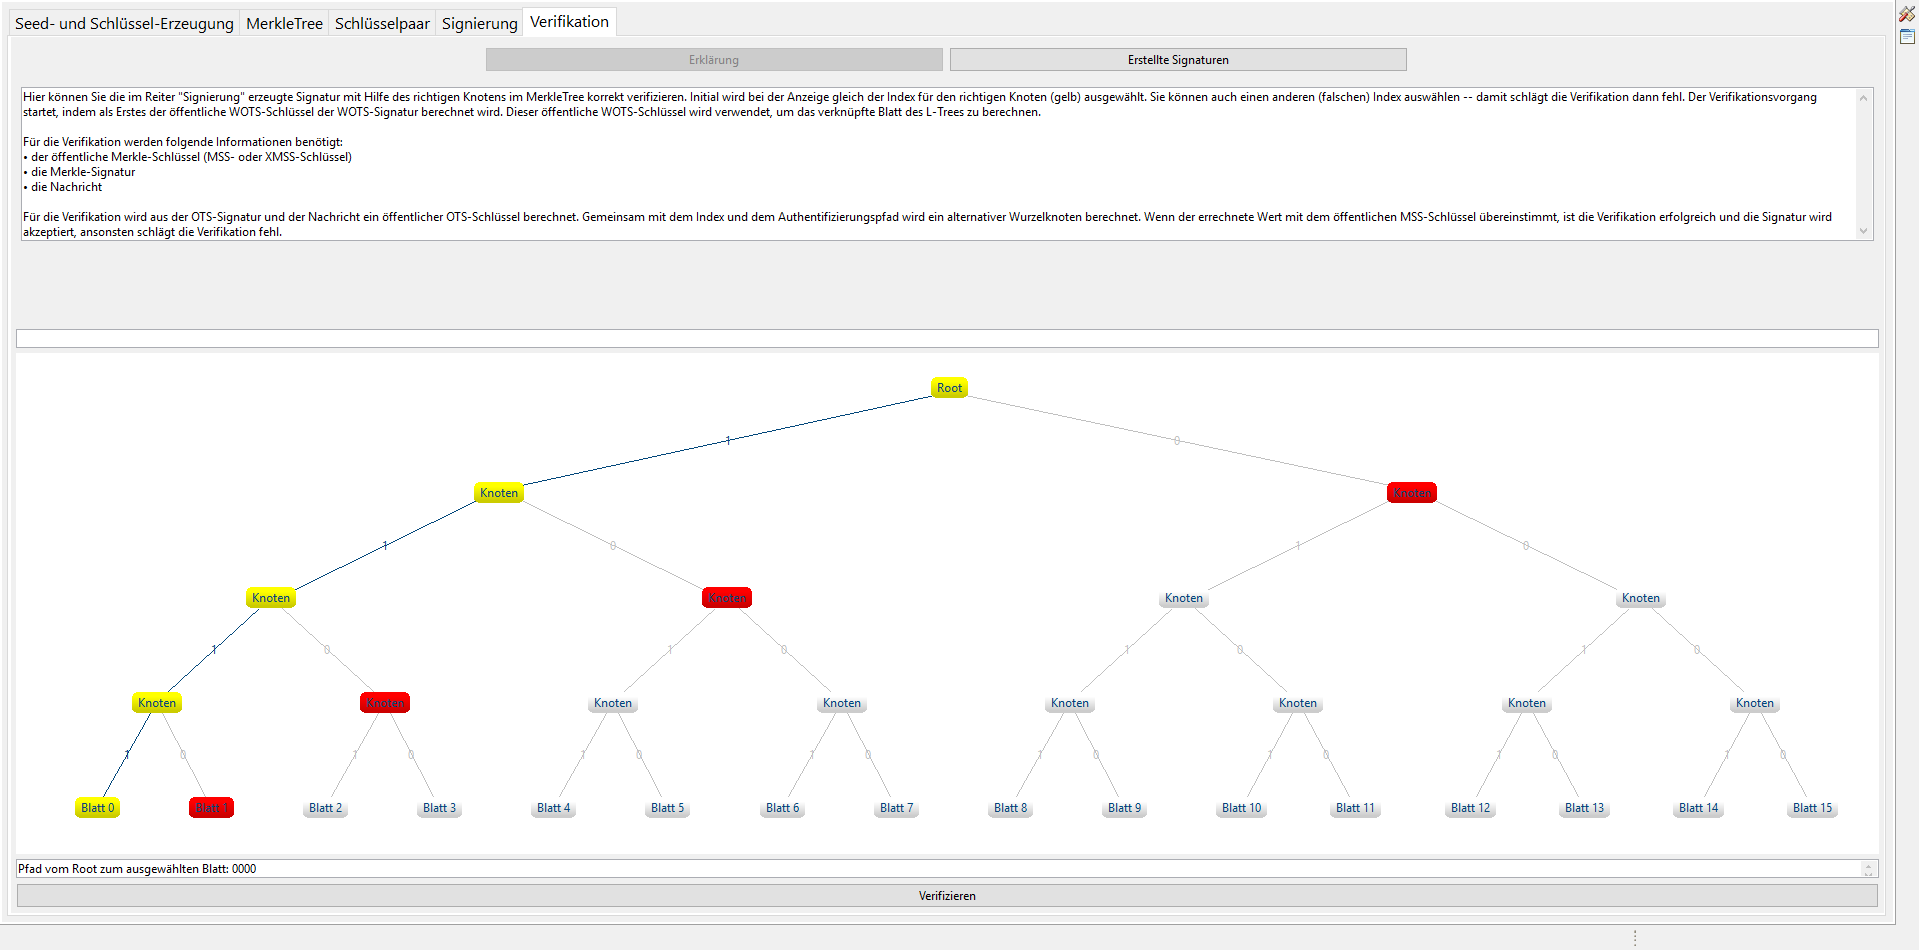 Seed- und Schlüssel-Erzeugung MerkleTree Schlüsselpaar Signierung Verifikation
Erklärung Erstellte Signaturen
Hier können Sie die im Reiter "Signierung" erzeugte Signatur mit Hilfe des richtigen Knotens im MerkleTree korrekt verifizieren. Initial wird bei der Anzeige gleich der Index für den richtigen Knoten (gelb) ausgewählt. Sie können auch einen anderen (falschen) Index auswählen -- damit schlägt die Verifikation dann fehl. Der Verifikationsvorgang
startet, indem als Erstes der öffentliche WOTS-Schlüssel der WOTS-Signatur berechnet wird. Dieser öffentliche WOTS-Schlüssel wird verwendet, um das verknüpfte Blatt des L-Trees zu berechnen.
Für die Verifikation werden folgende Informationen benötigt:
• der öffentliche Merkle-Schlüssel (MSS- oder XMSS-Schlüssel)
• die Merkle-Signatur
• die Nachricht
Für die Verifikation wird aus der OTS-Signatur und der Nachricht ein öffentlicher OTS-Schlüssel berechnet. Gemeinsam mit dem Index und dem Authentifizierungspfad wird ein alternativer Wurzelknoten berechnet. Wenn der errechnete Wert mit dem öffentlichen MSS-Schlüssel übereinstimmt, ist die Verifikation erfolgreich und die Signatur wird
akzeptiert, ansonsten schlägt die Verifikation fehl.
Root
1 0
Knoten Knoten
1 0 1 0
Knoten Knoten Knoten Knoten
1 0 1 0 1 0 1 0
Knoten Knoten Knoten Knoten Knoten Knoten Knoten Knoten
1 0 1 0 1 0 1 0 1 0 1 0 1 0 1 0
Blatt 0 Blatt 1 Blatt 2 Blatt 3 Blatt 4 Blatt 5 Blatt 6 Blatt 7 Blatt 8 Blatt 9 Blatt 10 Blatt 11 Blatt 12 Blatt 13 Blatt 14 Blatt 15
Pfad vom Root zum ausgewählten Blatt: 0000
Verifizieren